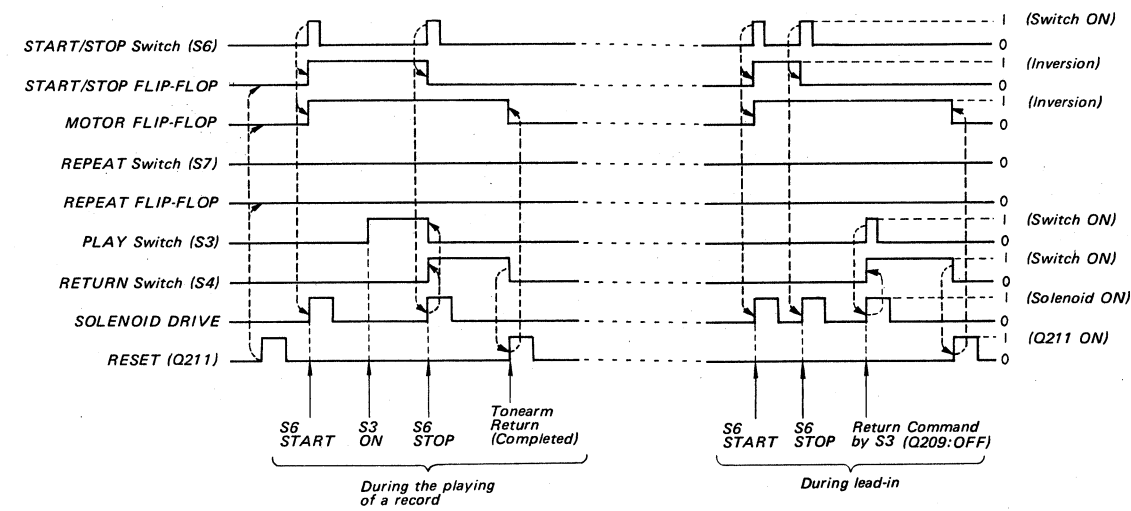 START/STOP Switch (S6)
1 (Switch ON)
0
START/STOP FLIP-FLOP
1 (Inversion)
0
MOTOR FLIP-FLOP
1 (Inversion)
0
REPEAT Switch (S7)
0
REPEAT FLIP-FLOP
0
PLAY Switch (S3)
1 (Switch ON)
0
RETURN Switch (S4)
1 (Switch ON)
0
SOLENOID DRIVE
1 (Solenoid ON)
0
RESET (Q211)
1 (Q211 ON)
0
S6
START
S3
ON
S6
STOP
Tonearm
Return
(Completed)
S6
START
S6
STOP
Return Command
by S3 (Q209:OFF)
During the playing
of a record
During lead-in